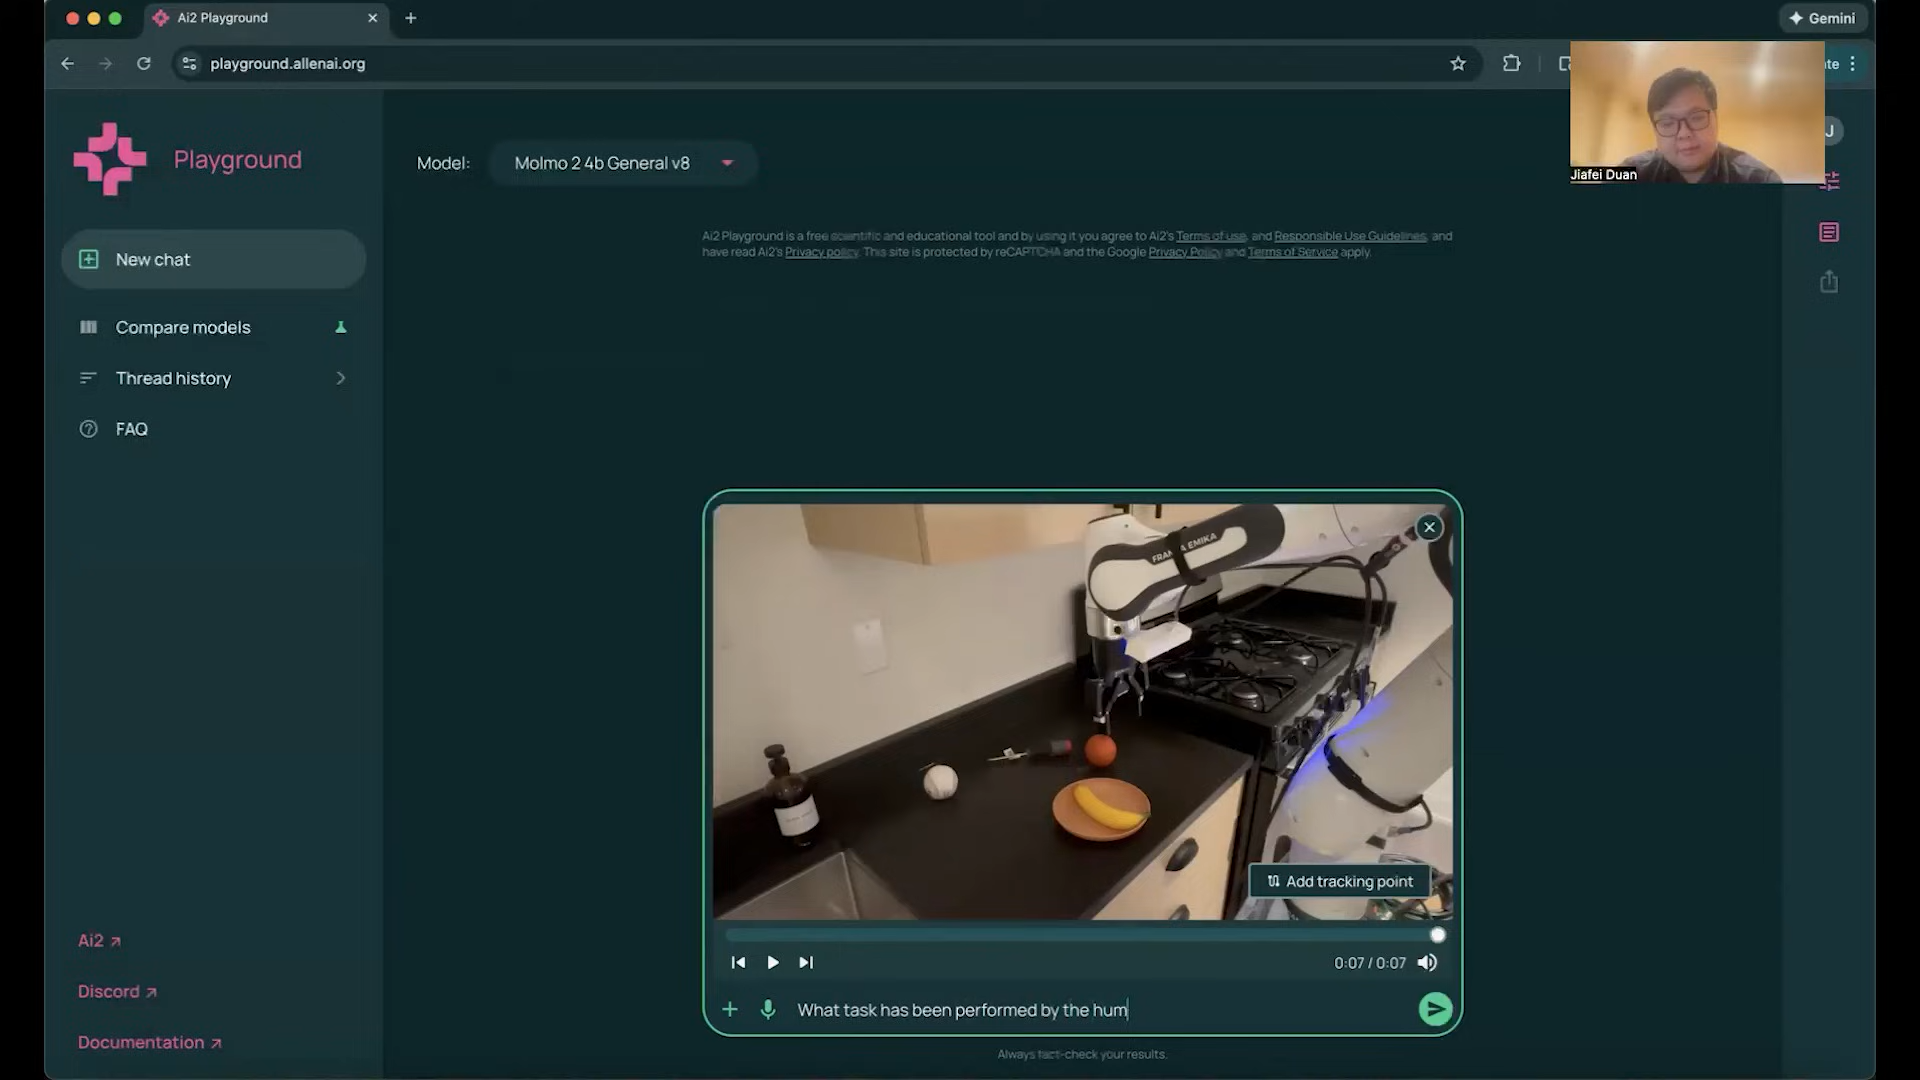 Ai2 Playground
Gemini
playground.allenai.org
Jiafei Duan
J
Playground
Model:
Molmo 2 4b General v8
Ai2 Playground is a free scientific and educational tool and by using it you agree to Ai2's Terms of use, and Responsible Use Guidelines, and
have read Ai2's Privacy policy. This site is protected by reCAPTCHA and the Google Privacy Policy and Terms of Service apply.
New chat
Compare models
Thread history
FAQ
FRANKA EMIKA
Add tracking point
0:07 / 0:07
What task has been performed by the hum
Always fact-check your results.
Ai2
Discord
Documentation